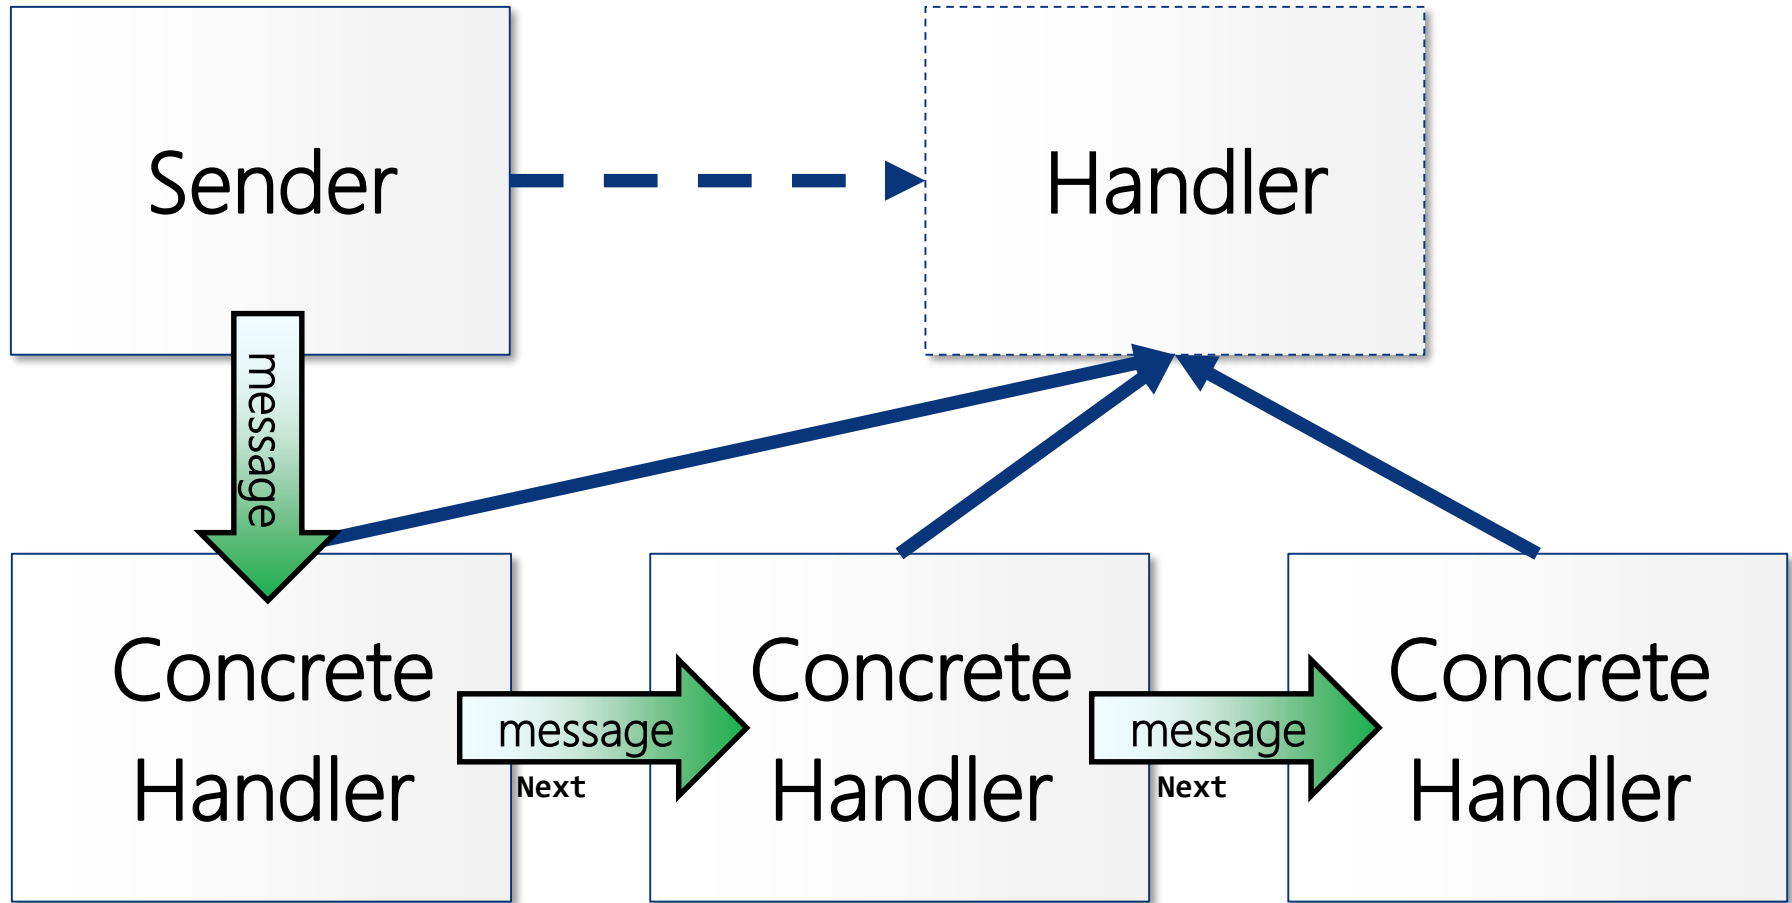 Sender
Handler
message
Concrete
Handler
message
Next
Concrete
Handler
message
Next
Concrete
Handler